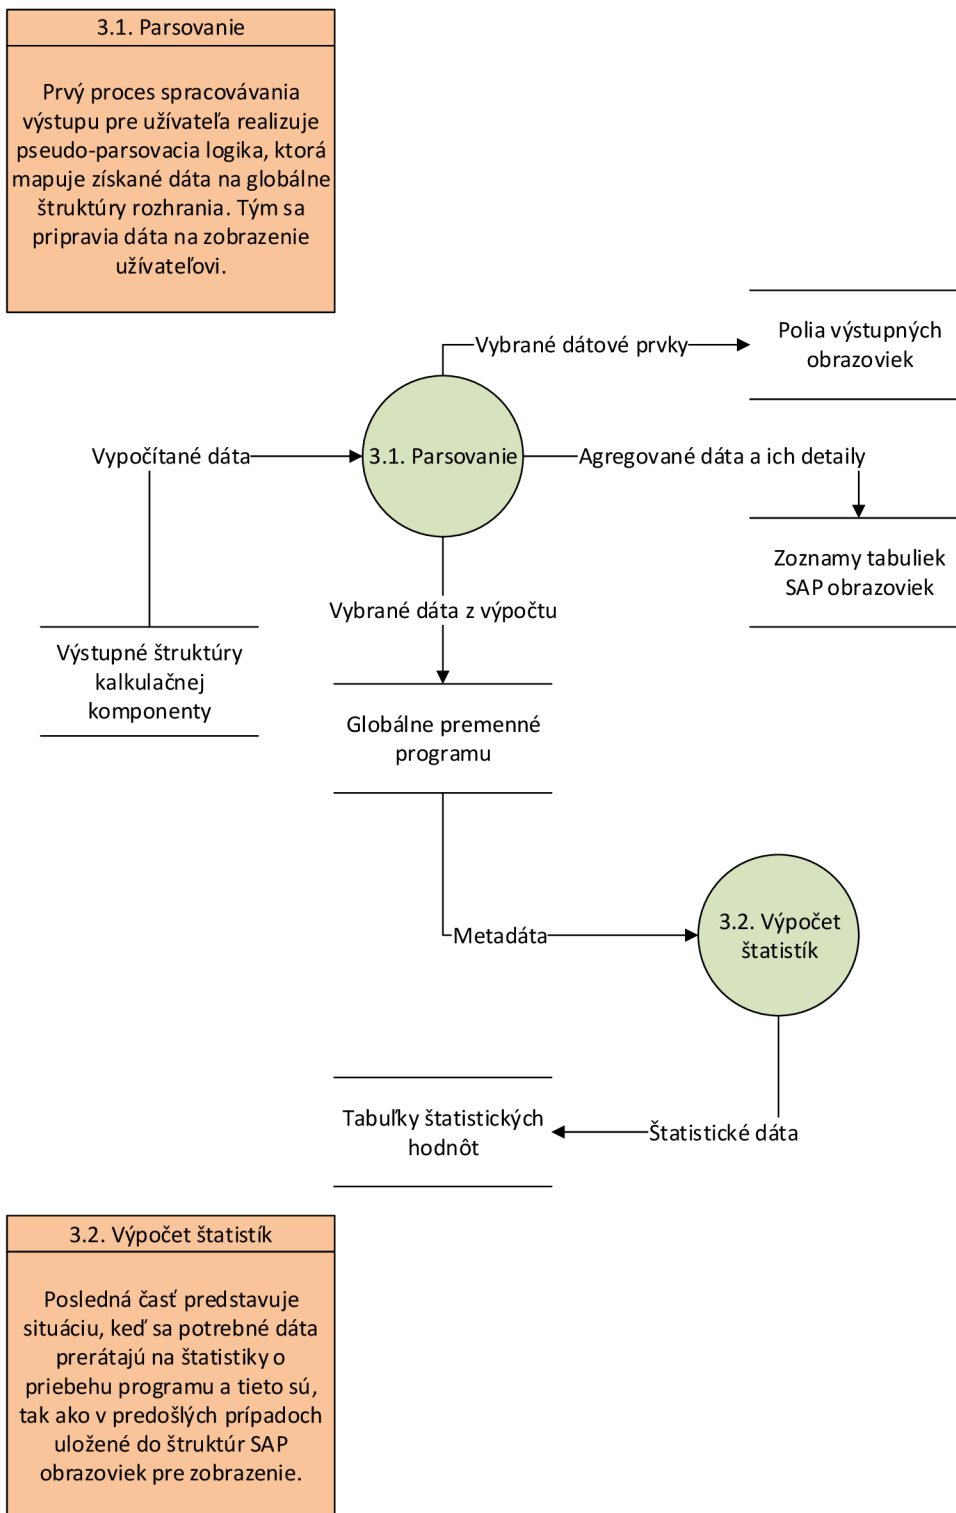 3.1. Parsovanie
Prvý proces spracovávania
výstupu pre užívateľa realizuje
pseudo-parsovacia logika, ktorá
mapuje získané dáta na globálne
štruktúry rozhrania. Tým sa
pripravia dáta na zobrazenie
užívateľovi.
Vybrané dátové prvky
Polia výstupných
obrazoviek
Vypočítané dáta
3.1. Parsovanie
Agregované dáta a ich detaily
Zoznamy tabuliek
SAP obrazoviek
Vybrané dáta z výpočtu
Výstupné štruktúry
kalkulačnej
komponenty
Globálne premenné
programu
Metadáta
3.2. Výpočet
štatistík
Tabuľky štatistických
hodnôt
Štatistické dáta
3.2. Výpočet štatistík
Posledná časť predstavuje
situáciu, keď sa potrebné dáta
prerátajú na štatistiky o
priebehu programu a tieto sú,
tak ako v predošlých prípadoch
uložené do štruktúr SAP
obrazoviek pre zobrazenie.